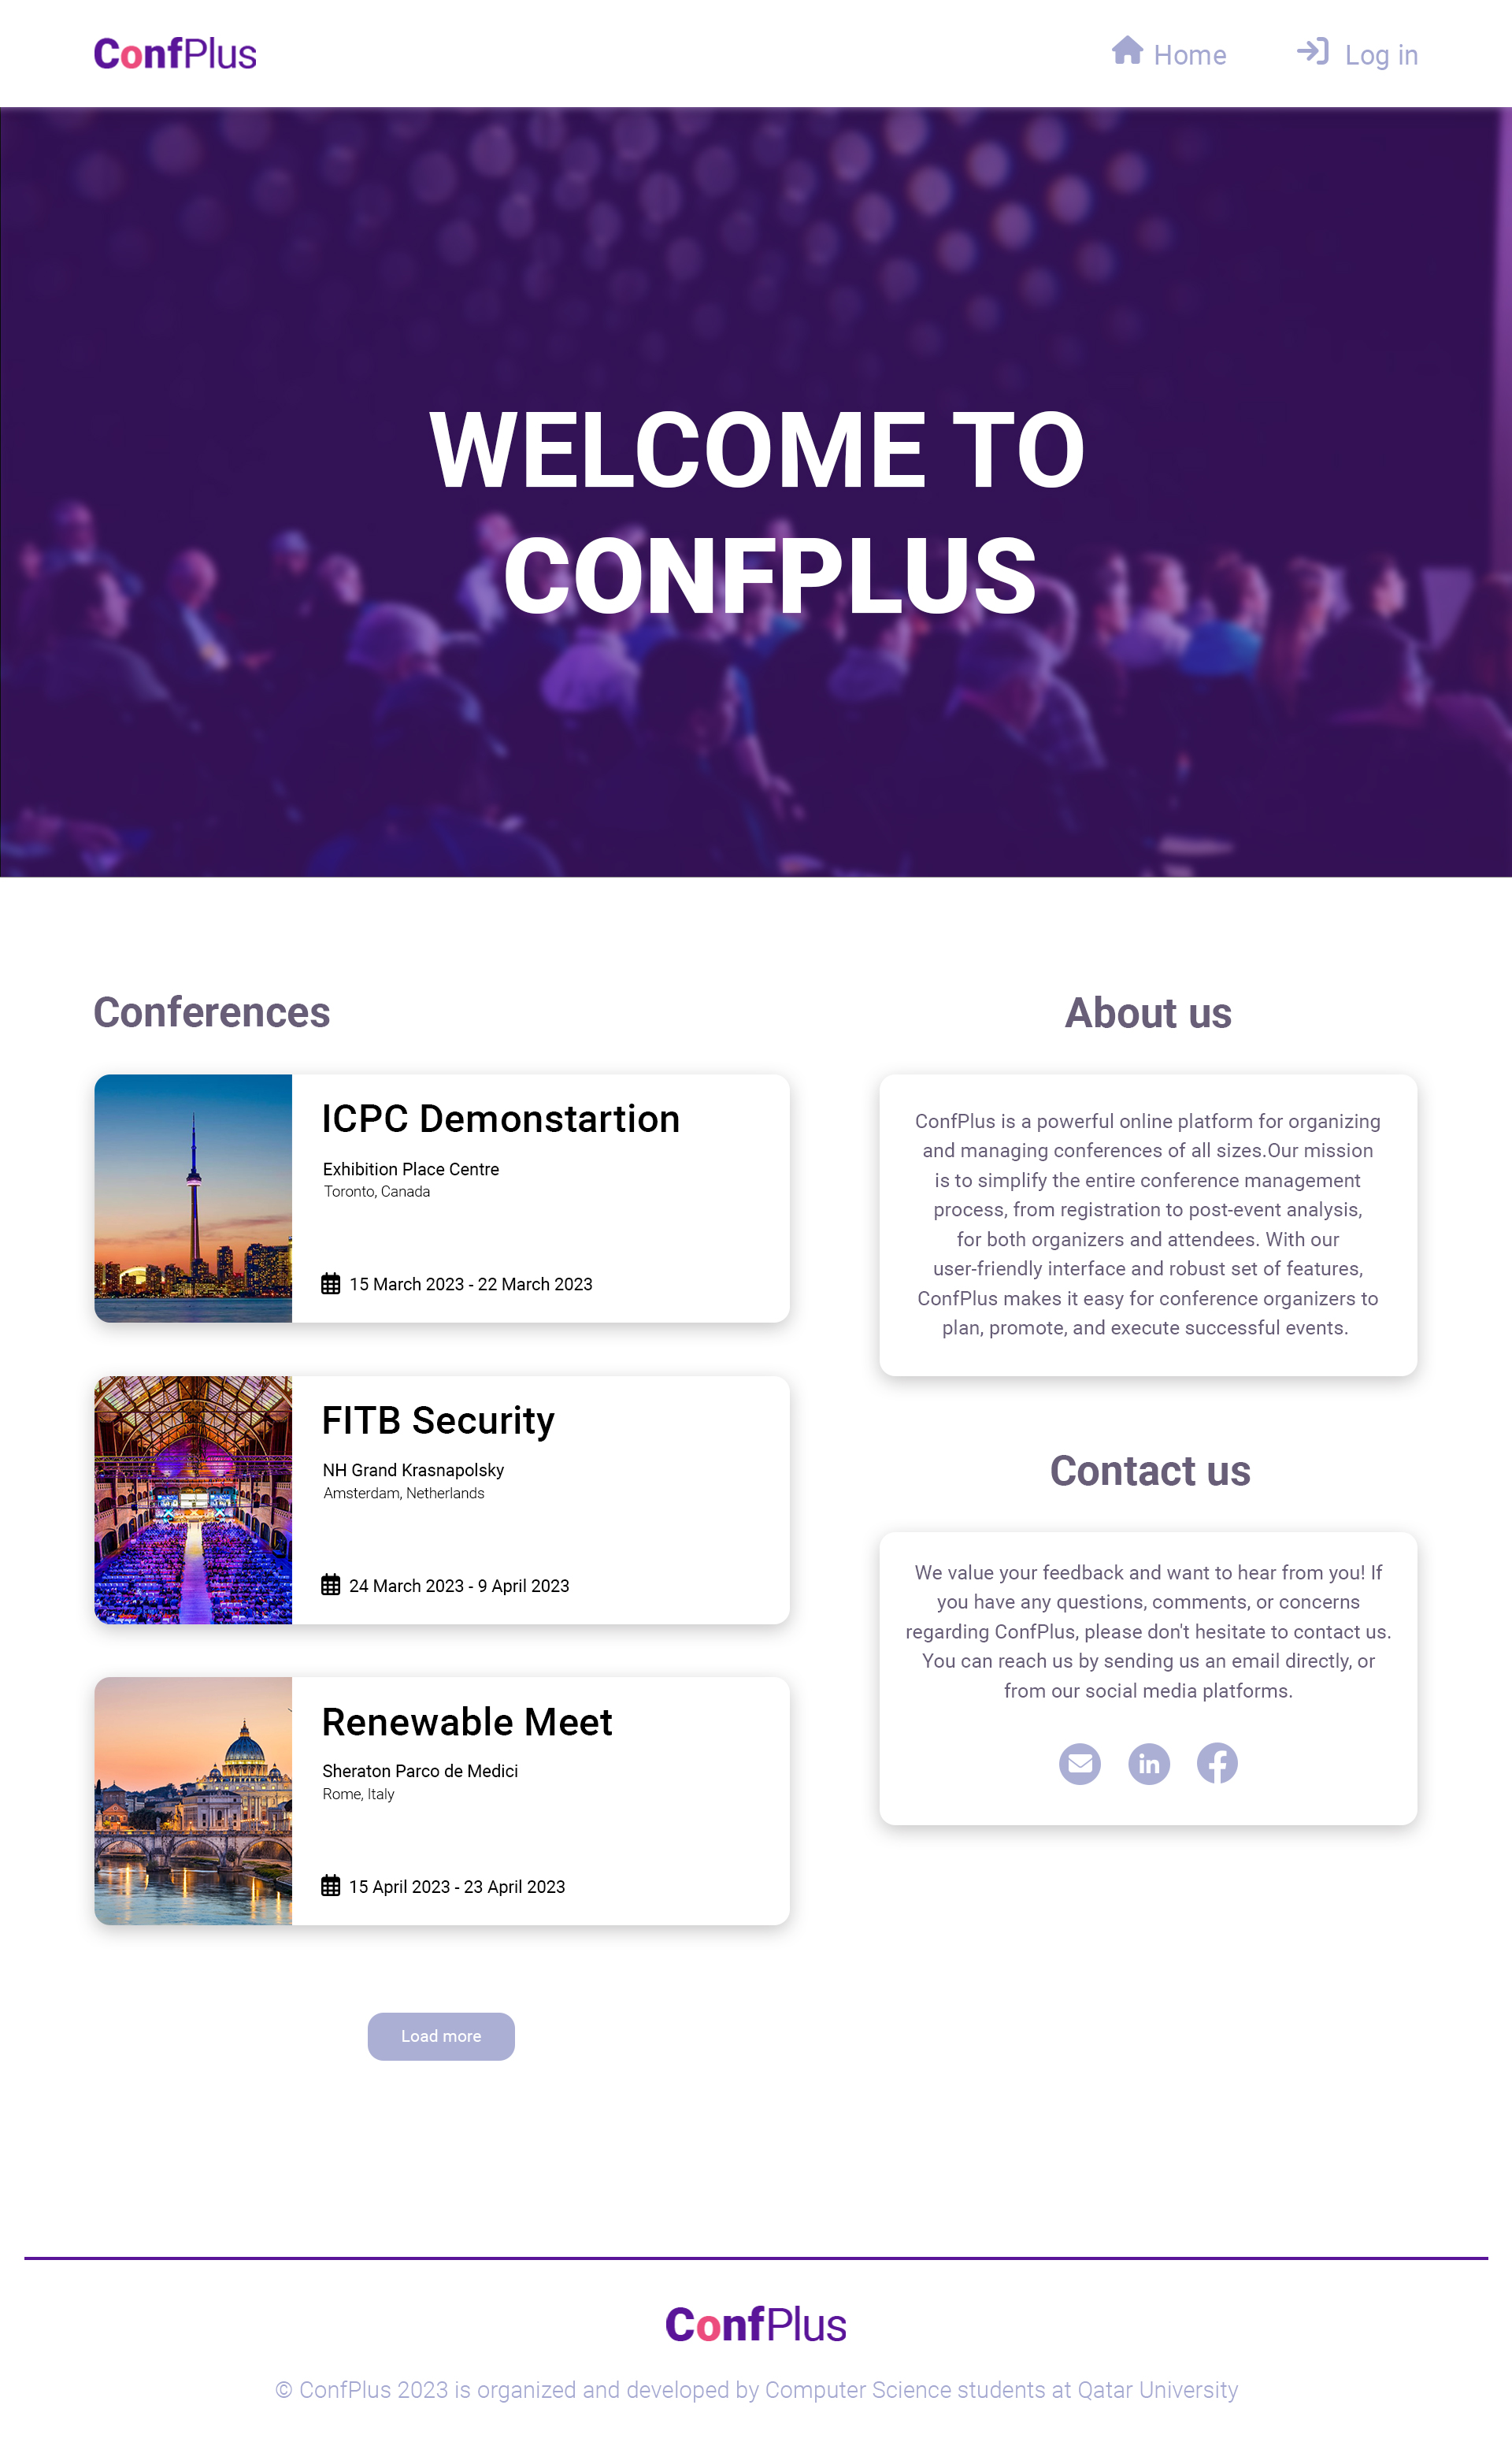 ConfPlus
Home
Log in
WELCOME TO
CONFPLUS
Conferences
ICPC Demonstartion
Exhibition Place Centre
Toronto, Canada
15 March 2023 - 22 March 2023
FITB Security
NH Grand Krasnapolsky
Amsterdam, Netherlands
24 March 2023 - 9 April 2023
Renewable Meet
Sheraton Parco de Medici
Rome, Italy
15 April 2023 - 23 April 2023
Load more
About us
ConfPlus is a powerful online platform for organizing
and managing conferences of all sizes.Our mission
is to simplify the entire conference management
process, from registration to post-event analysis,
for both organizers and attendees. With our
user-friendly interface and robust set of features,
ConfPlus makes it easy for conference organizers to
plan, promote, and execute successful events.
Contact us
We value your feedback and want to hear from you! If
you have any questions, comments, or concerns
regarding ConfPlus, please don't hesitate to contact us.
You can reach us by sending us an email directly, or
from our social media platforms.
in
ConfPlus
© ConfPlus 2023 is organized and developed by Computer Science students at Qatar University